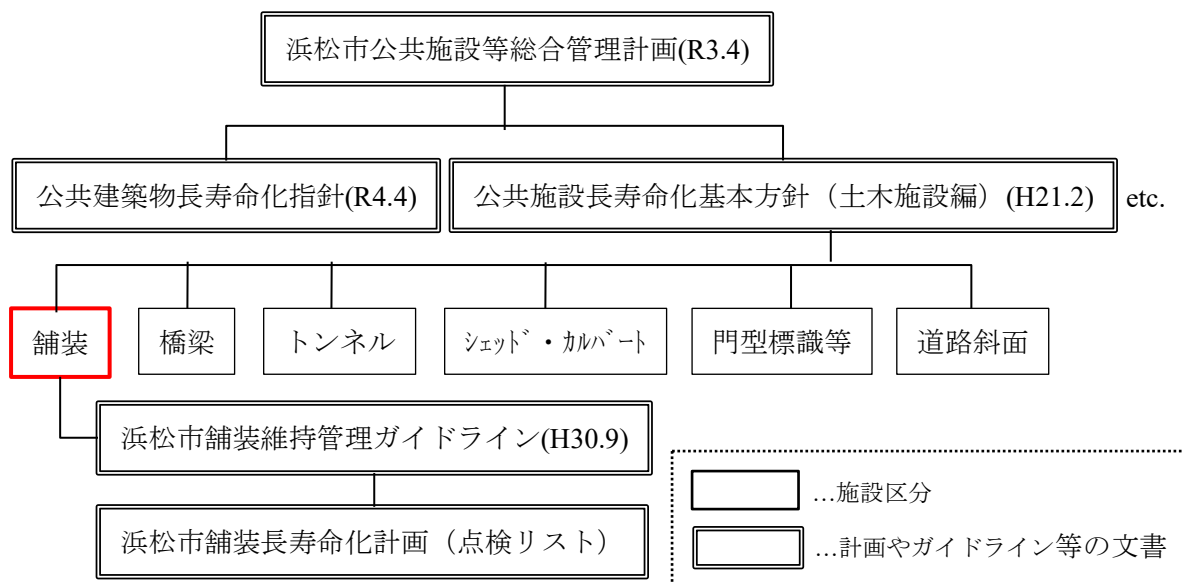 浜松市公共施設等総合管理計画(R3.4)
公共建築物長寿命化指針(R4.4)
公共施設長寿命化基本方針（土木施設編）(H21.2)
etc.
舗装
橋梁
トンネル
ｼｪｯﾄﾞ・ｶﾙﾊﾞｰﾄ
門型標識等
道路斜面
浜松市舗装維持管理ガイドライン(H30.9)
浜松市舗装長寿命化計画（点検リスト）
…施設区分
…計画やガイドライン等の文書